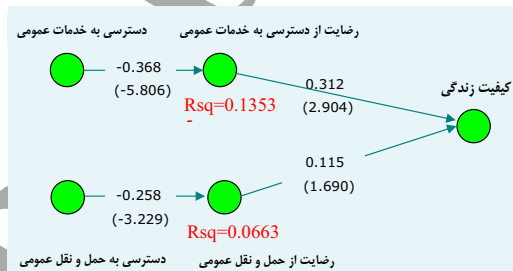 دسترسی به خدمات عمومی
رضایت از دسترسی به خدمات عمومی
-0.368
(-5.806)
Rsq=0.1353
0.312
(2.904)
کیفیت زندگی
0.115
(1.690)
-0.258
(-3.229)
Rsq=0.0663
دسترسی به حمل و نقل عمومی
رضایت از حمل و نقل عمومی